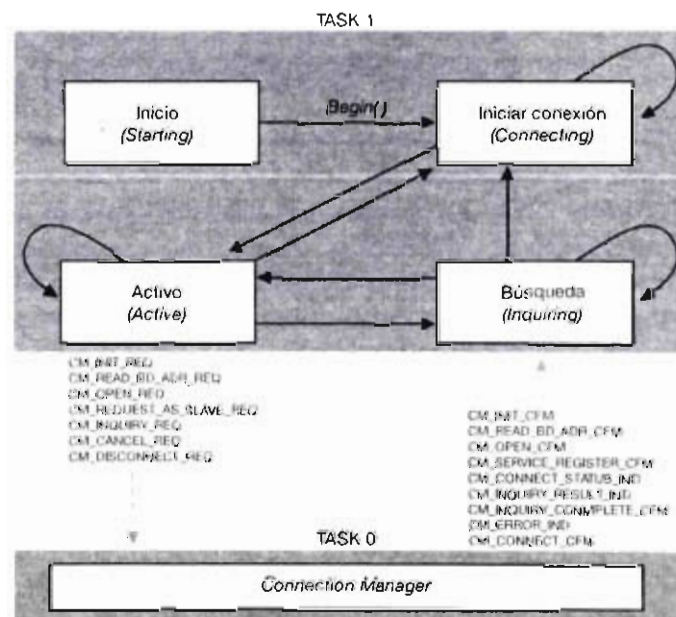 TASK 1
Inicio
(Starting)
Begin()
Iniciar conexión
(Connecting)
Activo
(Active)
Búsqueda
(Inquiring)
CM_INIT_REQ
CM_READ_BD_ADR_REQ
CM_OPEN_REQ
CM_REQUEST_AS_SLAVE_REQ
CM_INQUIRY_REQ
CM_CANCEL_REQ
CM_DISCONNECT_REQ
CM_INIT_CFM
CM_READ_BD_ADR_CFM
CM_OPEN_CFM
CM_SERVICE_REGISTER_CFM
CM_CONNECT_STATUS_IND
CM_INQUIRY_RESULT_IND
CM_INQUIRY_CONMPLETE_CFM
CM_ERROR_IND
CM_CONNECT_CFM
TASK 0
Connection Manager